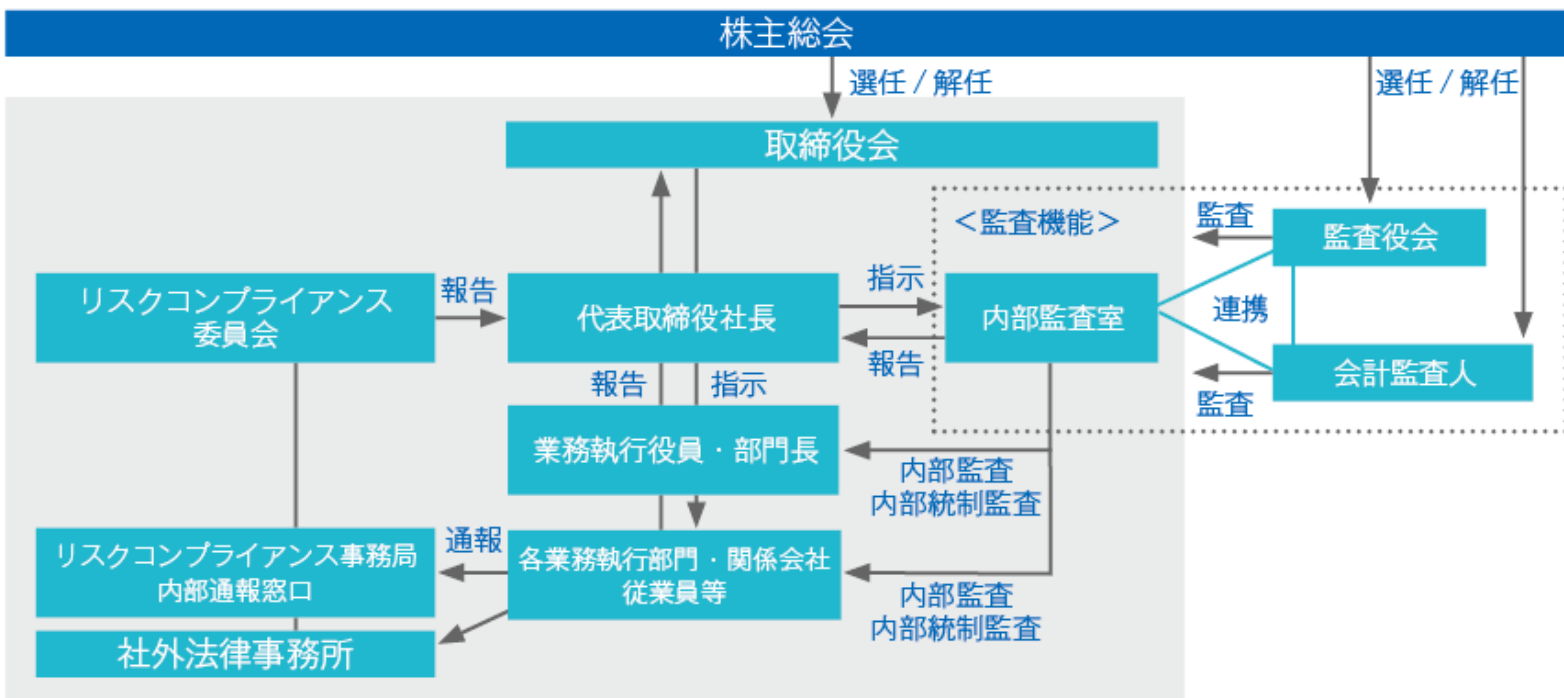 株主総会
選任 / 解任
選任 / 解任
取締役会
＜監査機能＞
監査
監査役会
リスクコンプライアンス
委員会
報告
代表取締役社長
指示
報告
内部監査室
連携
会計監査人
監査
報告
指示
業務執行役員・部門長
内部監査
内部統制監査
リスクコンプライアンス事務局
内部通報窓口
通報
各業務執行部門・関係会社
従業員等
内部監査
内部統制監査
社外法律事務所